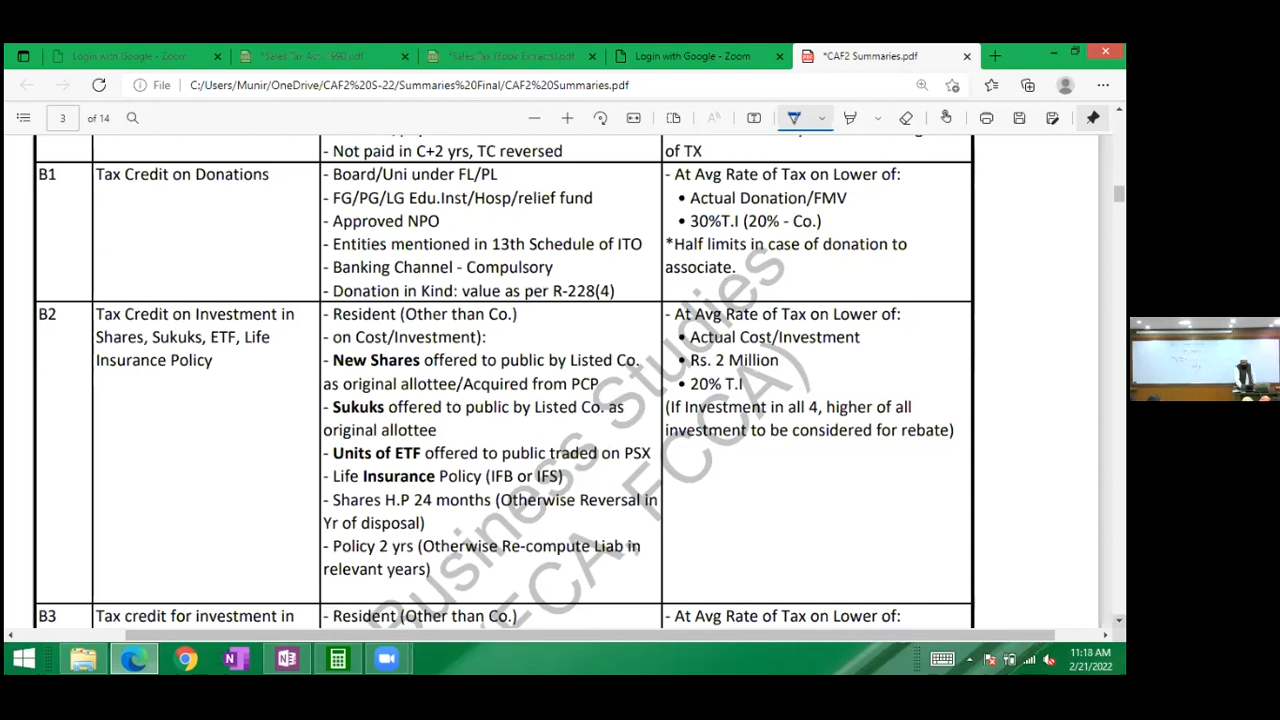 Login with Google - Zoom
*Sales Tax Act, 1990.pdf
*Sales Tax (Book Extracts).pdf
Login with Google - Zoom
*CAF2 Summaries.pdf
File
C:/Users/Munir/OneDrive/CAF2%20S-22/Summaries%20Final/CAF2%20Summaries.pdf
3 of 14
- Not paid in C+2 yrs, TC reversed
of TX
B1
Tax Credit on Donations
- Board/Uni under FL/PL
- FG/PG/LG Edu.Inst/Hosp/relief fund
- Approved NPO
- Entities mentioned in 13th Schedule of ITO
- Banking Channel - Compulsory
- Donation in Kind: value as per R-228(4)
- At Avg Rate of Tax on Lower of:
• Actual Donation/FMV
• 30%T.I (20% - Co.)
*Half limits in case of donation to
associate.
B2
Tax Credit on Investment in
Shares, Sukuks, ETF, Life
Insurance Policy
- Resident (Other than Co.)
- on Cost/Investment):
- New Shares offered to public by Listed Co.
as original allottee/Acquired from PCP
- Sukuks offered to public by Listed Co. as
original allottee
- Units of ETF offered to public traded on PSX
- Life Insurance Policy (IFB or IFS)
- Shares H.P 24 months (Otherwise Reversal in
Yr of disposal)
- Policy 2 yrs (Otherwise Re-compute Liab in
relevant years)
- At Avg Rate of Tax on Lower of:
• Actual Cost/Investment
• Rs. 2 Million
• 20% T.I
(If Investment in all 4, higher of all
investment to be considered for rebate)
B3
Tax credit for investment in
- Resident (Other than Co.)
- At Avg Rate of Tax on Lower of:
Business Studies
FCA, FCCA)
11:18 AM
2/21/2022